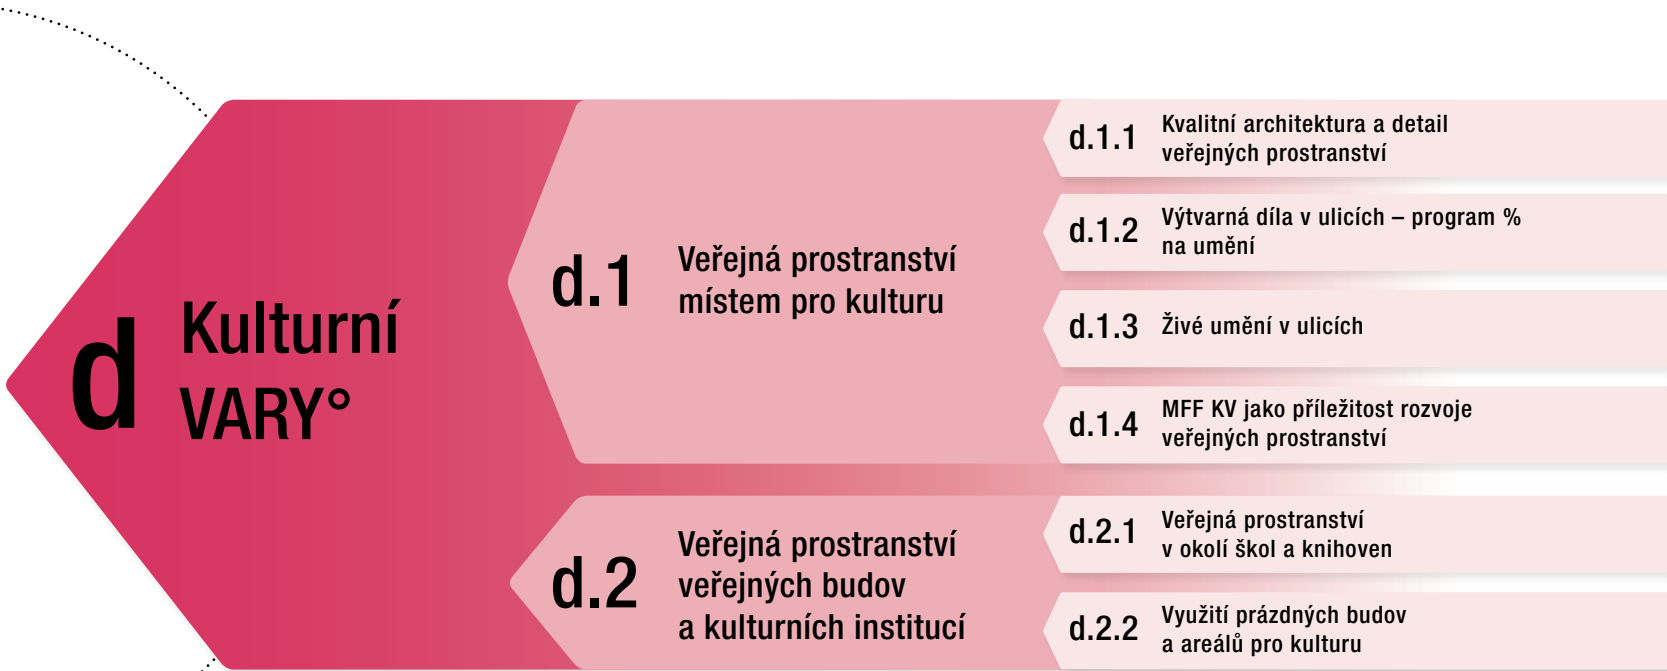 d
Kulturní
VARY°
d.1
Veřejná prostranství
místem pro kulturu
d.1.1
Kvalitní architektura a detail
veřejných prostranství
d.1.2
Výtvarná díla v ulicích – program %
na umění
d.1.3
Živé umění v ulicích
d.1.4
MFF KV jako příležitost rozvoje
veřejných prostranství
d.2
Veřejná prostranství
veřejných budov
a kulturních institucí
d.2.1
Veřejná prostranství
v okolí škol a knihoven
d.2.2
Využití prázdných budov
a areálů pro kulturu